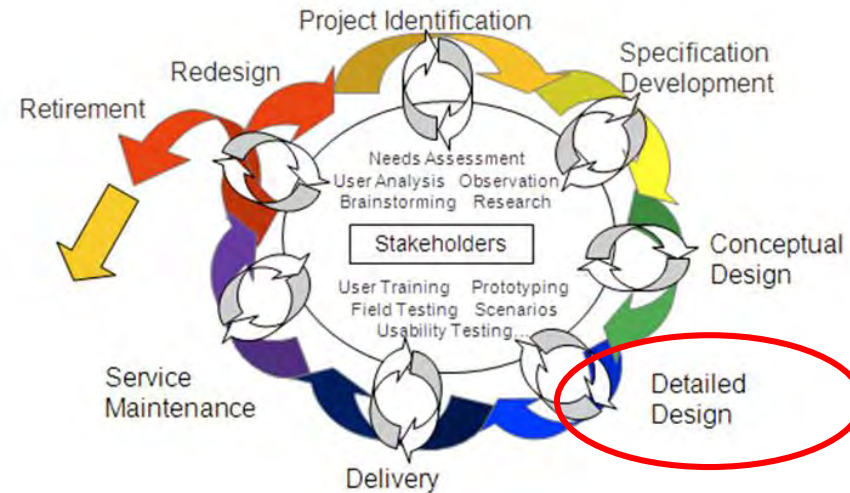 Project Identification
Specification
Development
Redesign
Retirement
Needs Assessment
User Analysis Observation
Brainstorming Research
Stakeholders
User Training Prototyping
Field Testing Scenarios
Usability Testing...
Conceptual
Design
Detailed
Design
Service
Maintenance
Delivery